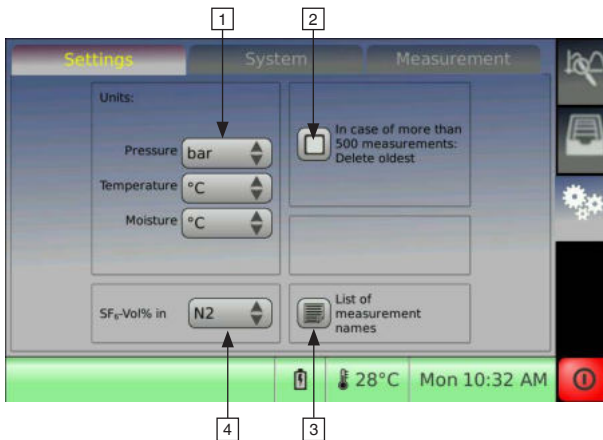 1
2
Settings
System
Measurement
Units:
Pressure
bar
Temperature
°C
Moisture
°C
In case of more than
500 measurements:
Delete oldest
SF₆-Vol% in
N2
List of
measurement
names
28°C
Mon 10:32 AM
4
3